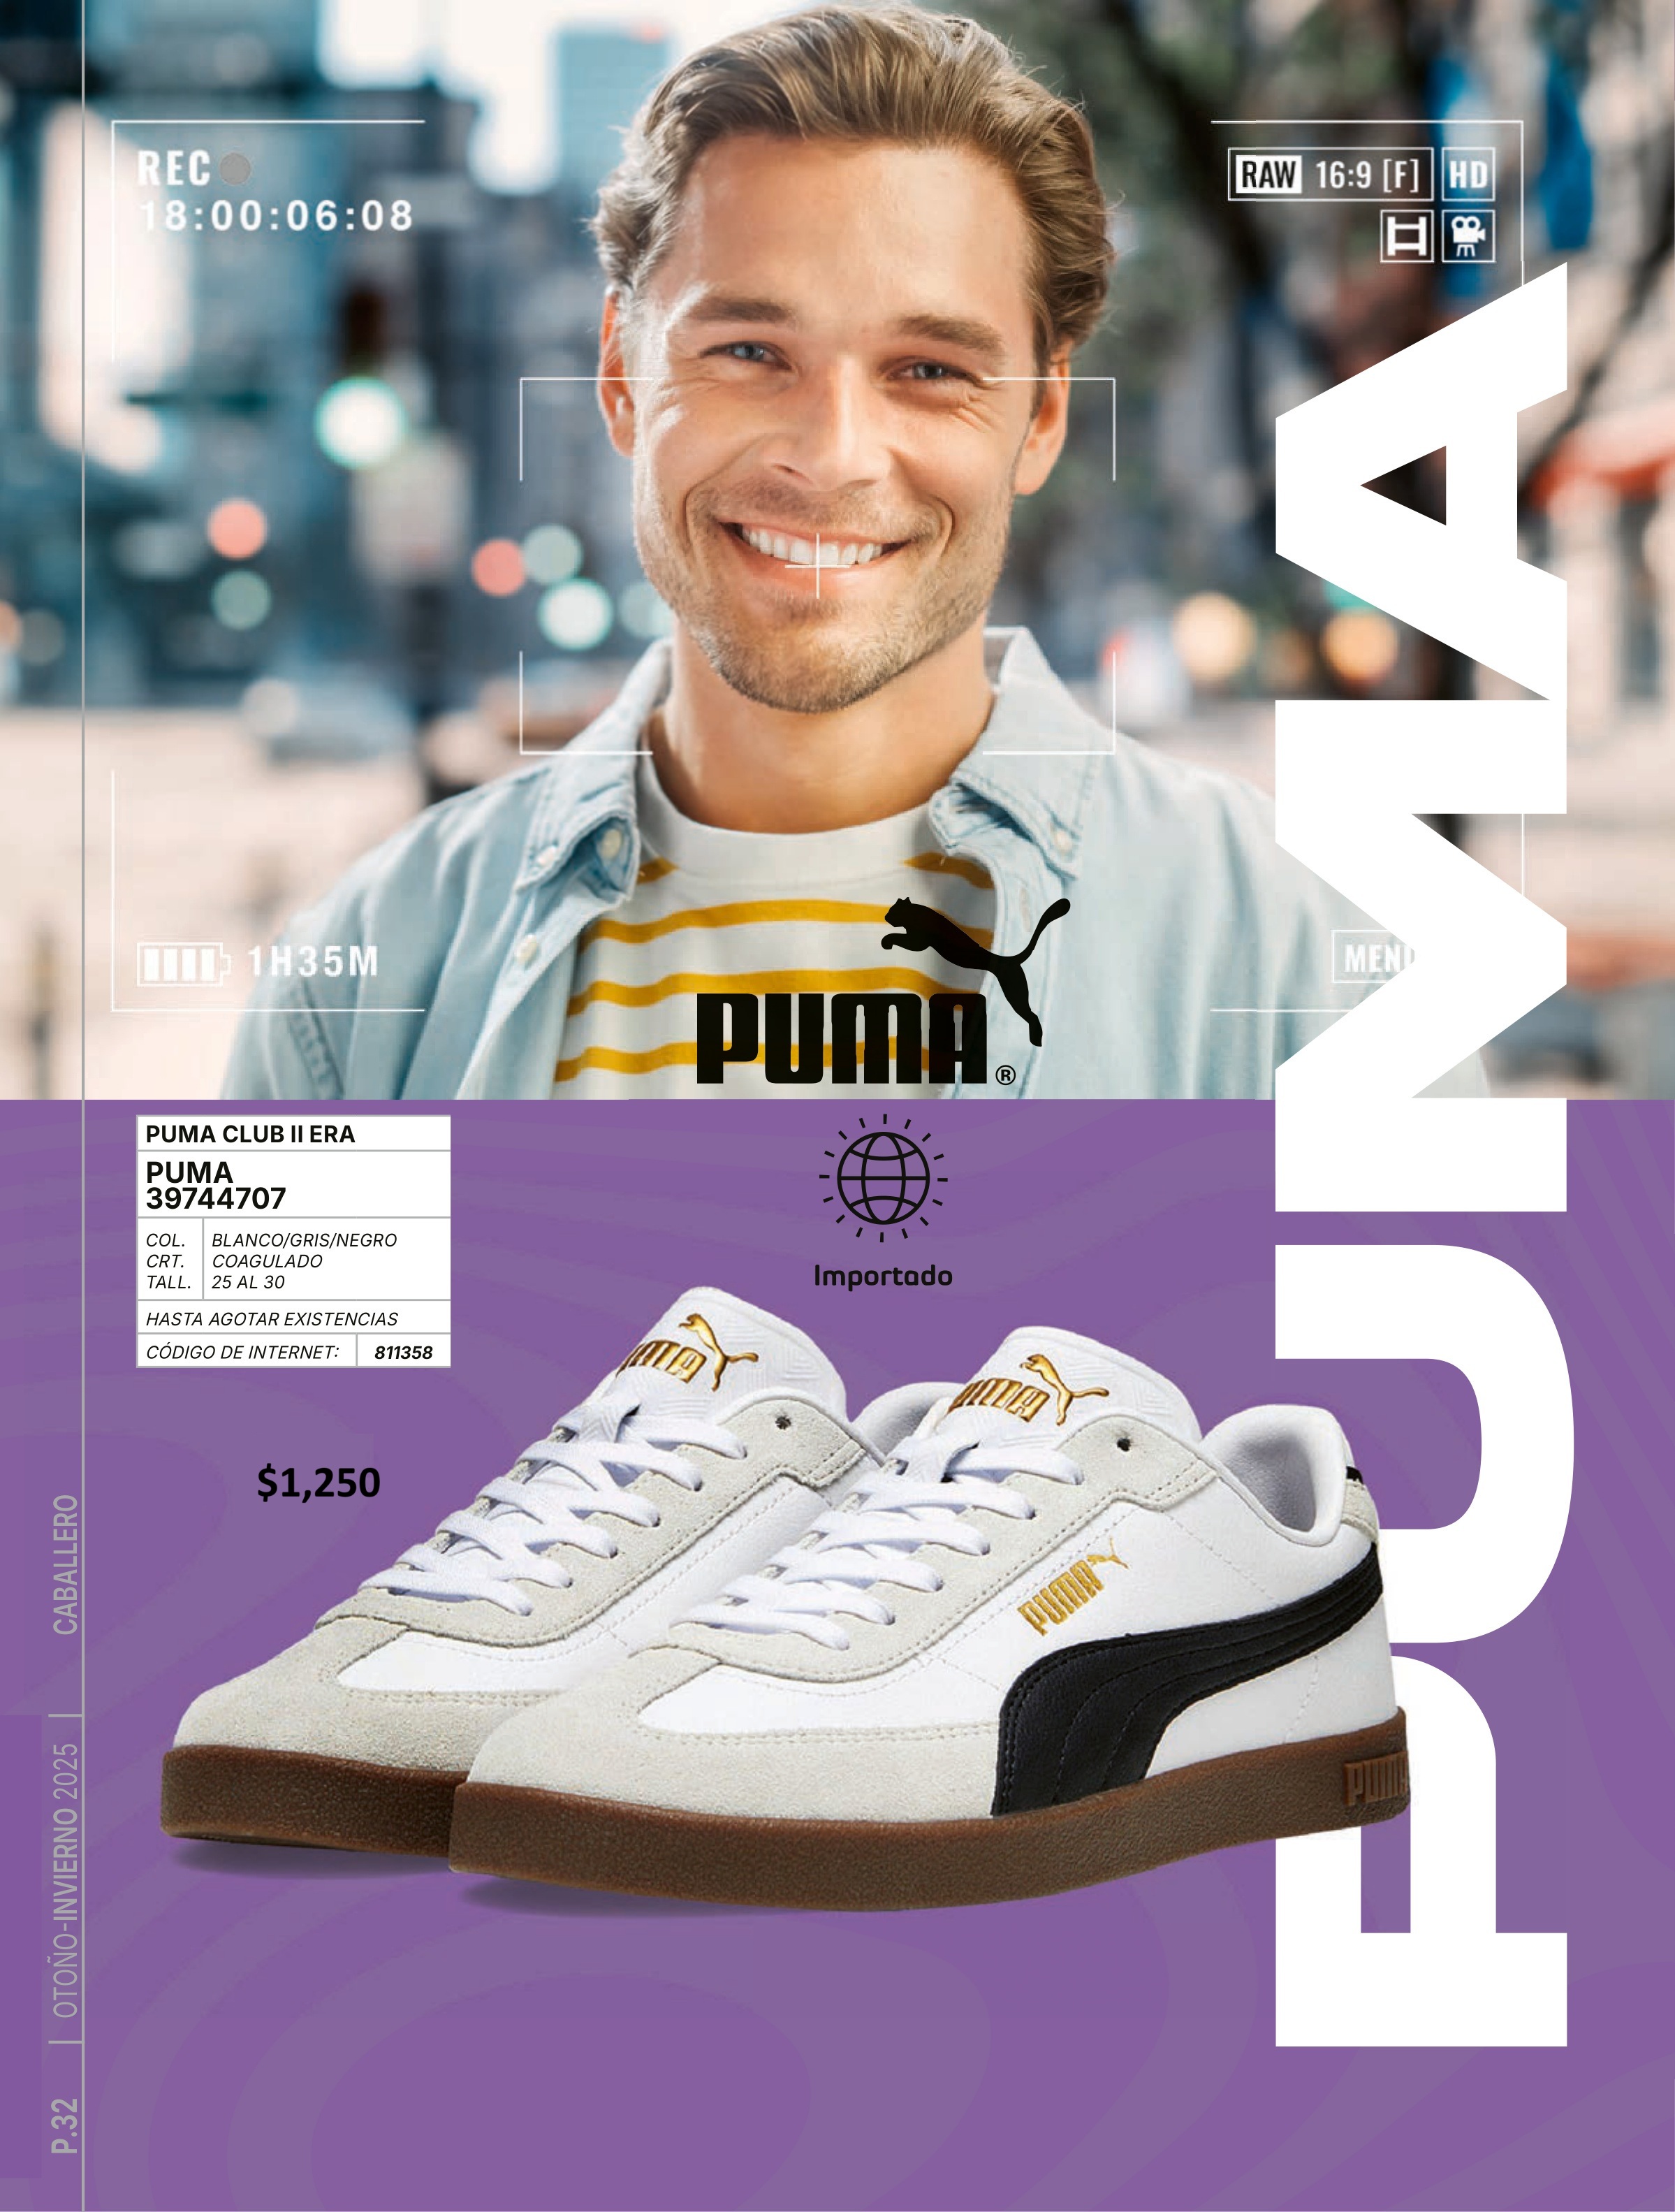 REC
18:00:06:08
RAW 16:9 [F] HD
1H35M
PUMA
PUMA®
PUMA CLUB II ERA
PUMA
39744707
COL. BLANCO/GRIS/NEGRO
CRT. COAGULADO
TALL. 25 AL 30
HASTA AGOTAR EXISTENCIAS
CÓDIGO DE INTERNET: 811358
Importado
$1,250
PUMA
PUMA
CABALLERO
OTOÑO-INVIERNO 2025
P.32